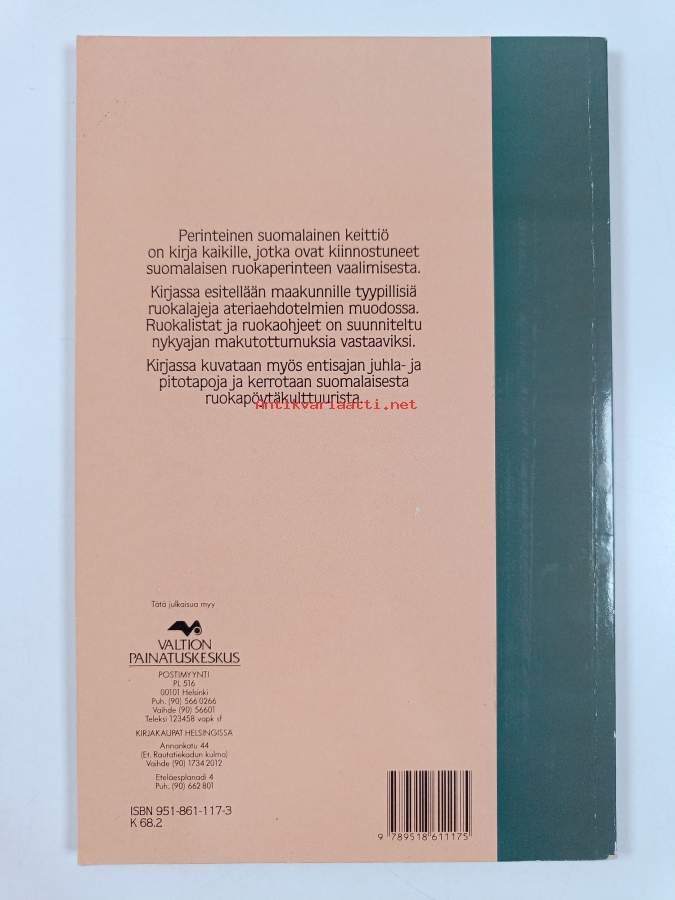 Perinteinen suomalainen keittiö
on kirja kaikille, jotka ovat kiinnostuneet
suomalaisen ruokaperinteen vaalimisesta.
Kirjassa esitellään maakunnille tyypillisiä
ruokalajeja ateriaehdotelmien muodossa.
Ruokalistat ja ruokaohjeet on suunniteltu
nykyajan makutottumuksia vastaaviksi.
Kirjassa kuvataan myös entisajan juhla- ja
pitotapoja ja kerrotaan suomalaisesta
ruokapöytäkulttuurista.
Antikvariaatti.net
Tätä julkaisua myy
VALTION
PAINATUSKESKUS
POSTIMYYNTI
PL 516
00101 Helsinki
Puh. (90) 566 0266
Vaihde (90) 56601
Teleksi 123458 vapk sf
KIRJAKAUPAT HELSINGISSÄ
Annankatu 44
(Et. Rautatiekadun kulma)
Vaihde (90) 1734 2012
Eteläesplanadi 4
Puh. (90) 662 801
ISBN 951-861-117-3
K 68.2
9 789518 611175